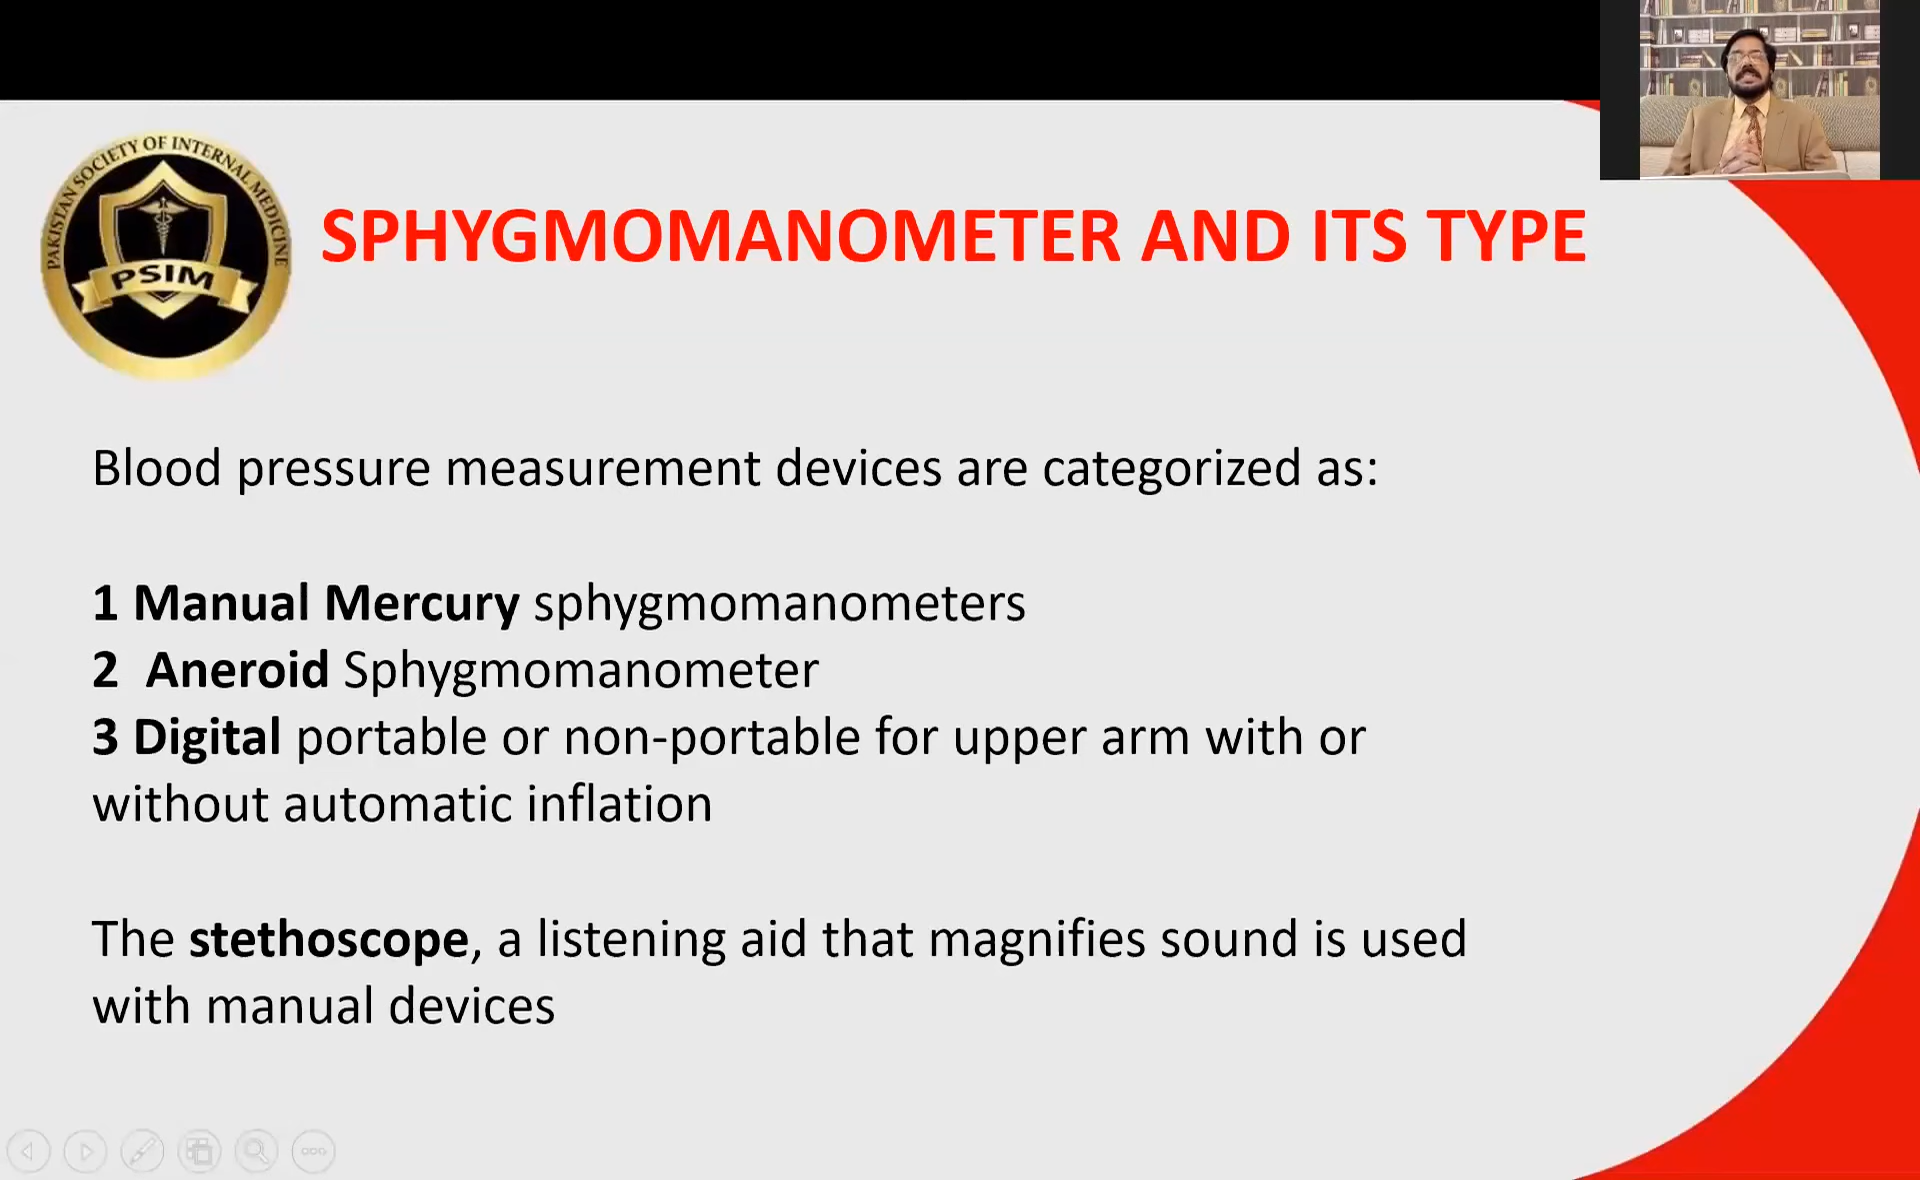 PAKISTAN SOCIETY OF INTERNAL MEDICINE
PSIM
SPHYGMOMANOMETER AND ITS TYPE
Blood pressure measurement devices are categorized as:
1 Manual Mercury sphygmomanometers
2 Aneroid Sphygmomanometer
3 Digital portable or non-portable for upper arm with or
without automatic inflation
The stethoscope, a listening aid that magnifies sound is used
with manual devices